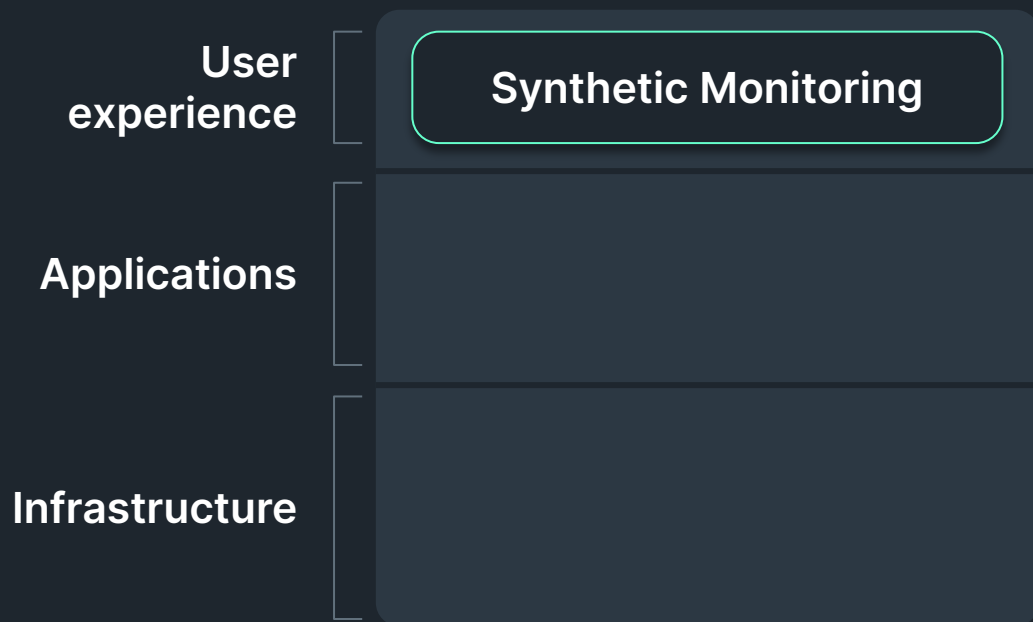 User
experience
Synthetic Monitoring
Applications
Infrastructure